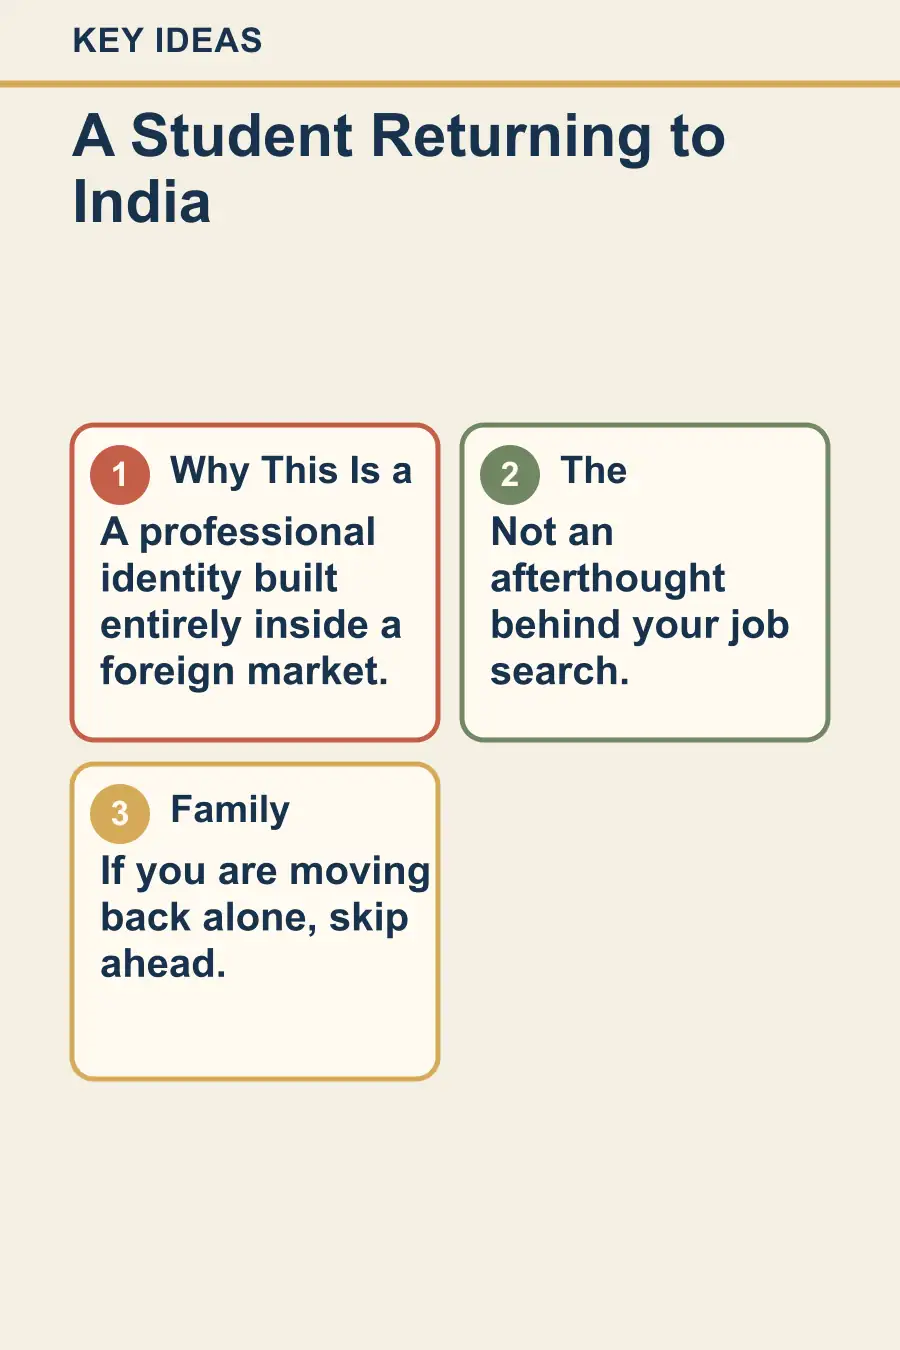 KEY IDEAS
A Student Returning to
India
1 Why This Is a
A professional
identity built
entirely inside a
foreign market.
2 The
Not an
afterthought
behind your job
search.
3 Family
If you are moving
back alone, skip
ahead.